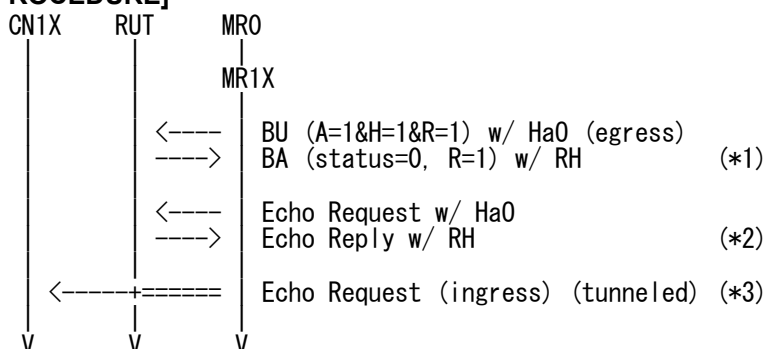 ROCEDURE]
CN1X RUT MR0
MR1X
<---- BU (A=1&H=1&R=1) w/ HaO (egress)
----> BA (status=0, R=1) w/ RH (*1)
<---- Echo Request w/ HaO
----> Echo Reply w/ RH (*2)
<-----+====== Echo Request (ingress) (tunneled) (*3)
V V V